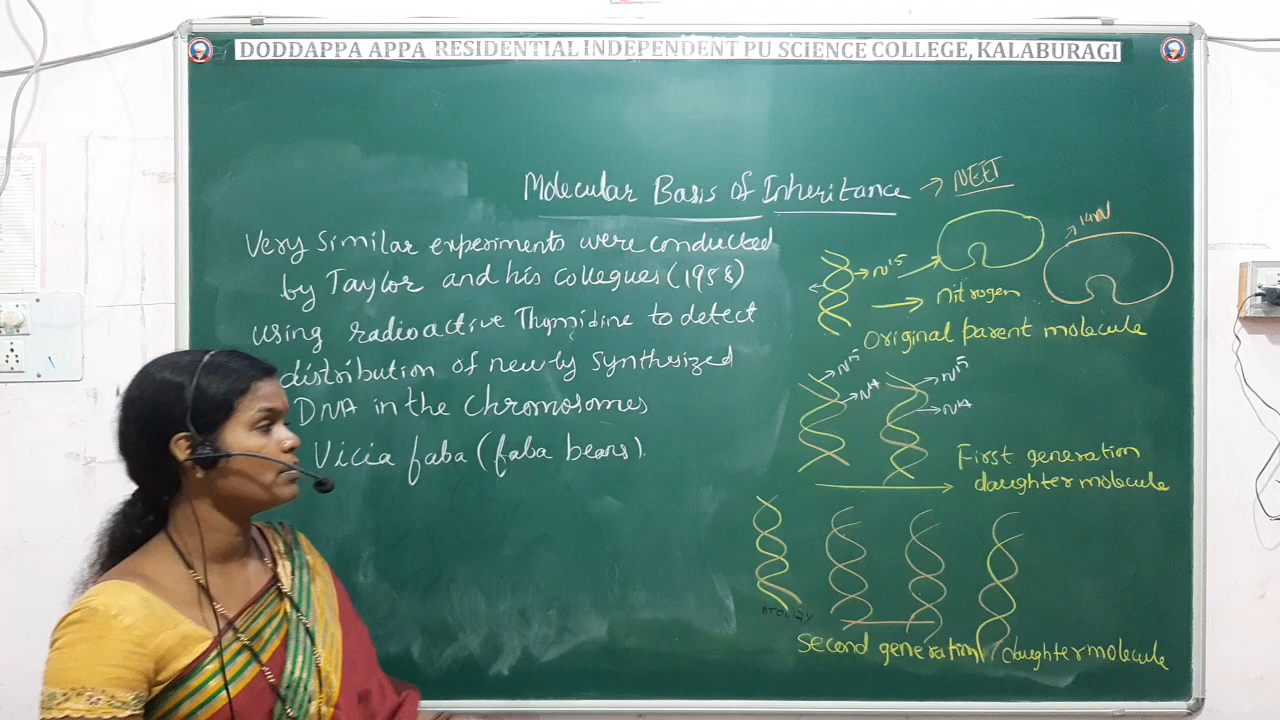 DODDAPPA APPA RESIDENTIAL INDEPENDENT PU SCIENCE COLLEGE, KALABURAGI
Molecular Basis of Inheritance → NEET
Very similar experiments were conducted
by Taylor and his collegues (1958)
using radioactive Thymidine to detect
distribution of newly synthesized
DNA in the chromosomes
Vicia faba (faba beans).
14N
→ N15
→ nitrogen
Original parent molecule
N15
N14
N15
N14
First generation
daughter molecule
BIOLOGY
Second generation daughter molecule